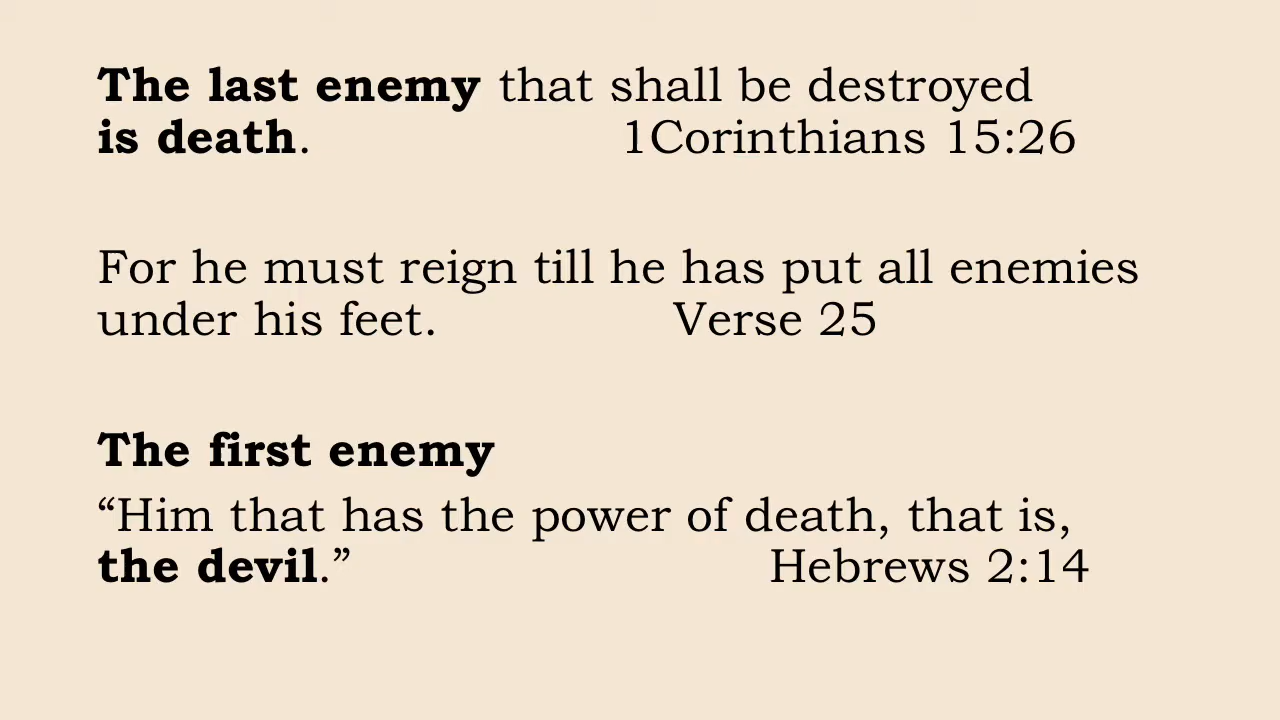 The last enemy that shall be destroyed
is death. 1Corinthians 15:26
For he must reign till he has put all enemies
under his feet. Verse 25
The first enemy
“Him that has the power of death, that is,
the devil.” Hebrews 2:14